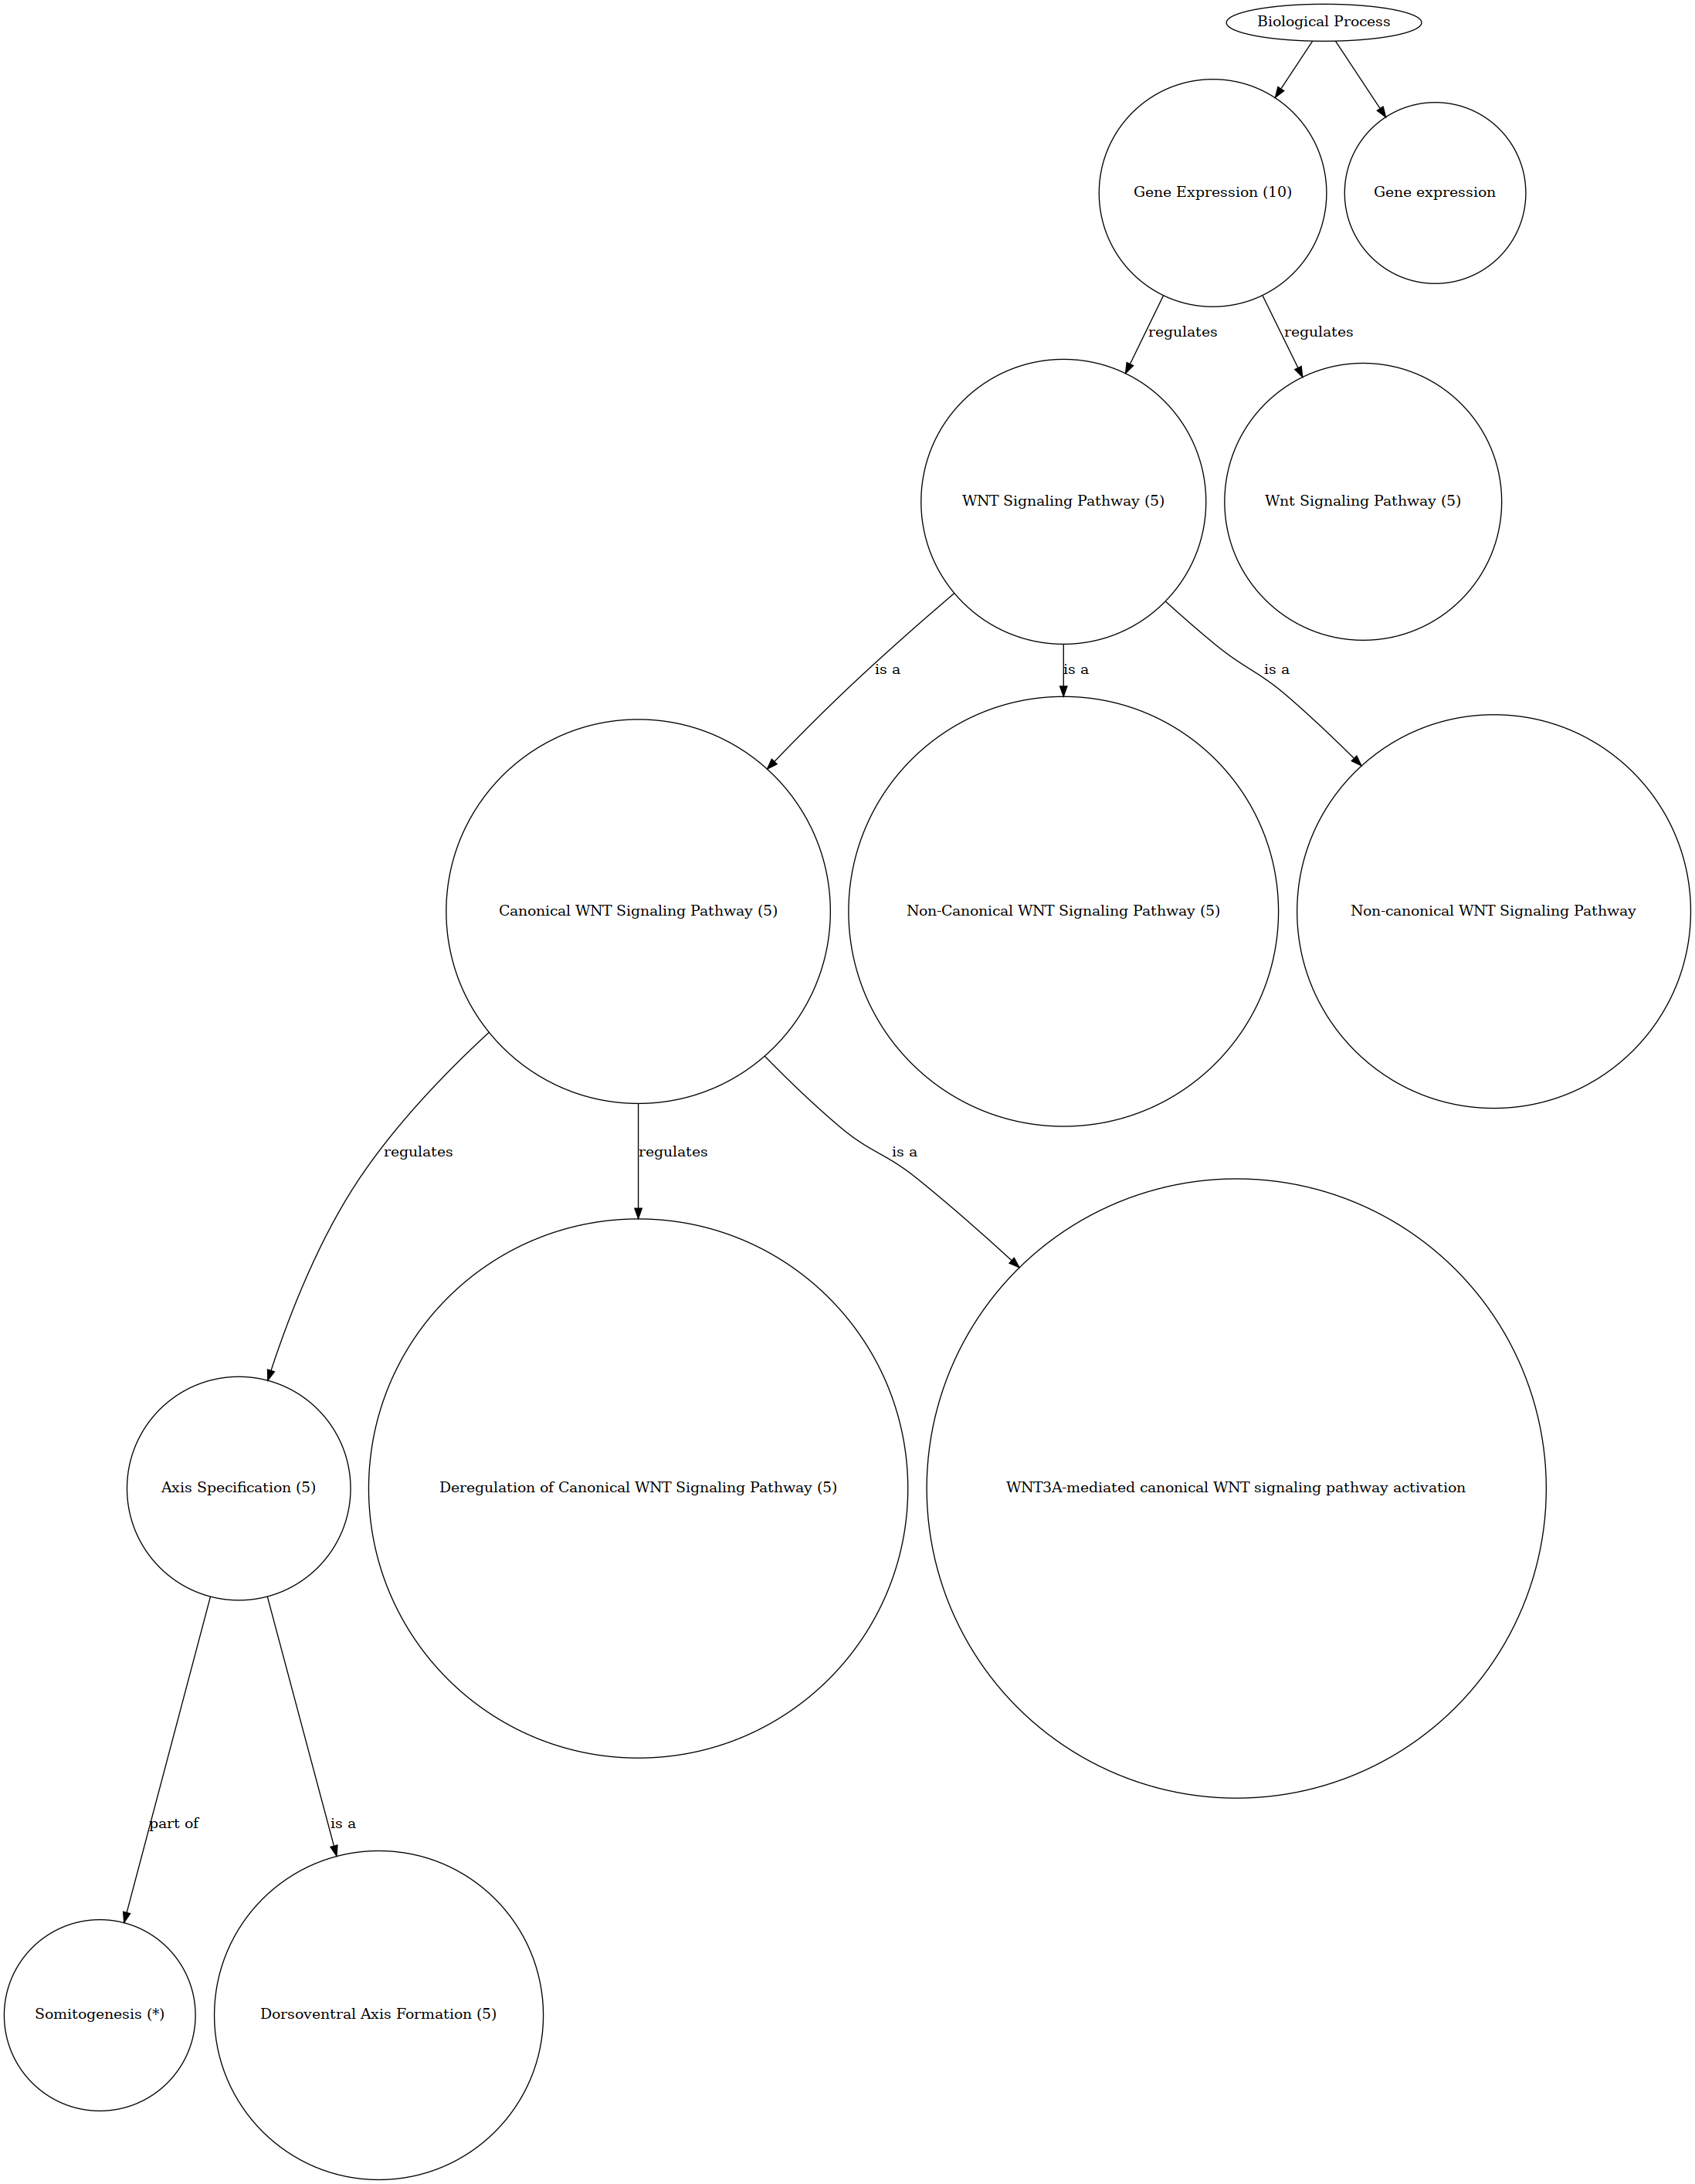 Biological Process
Gene Expression (10)
Gene expression
regulates
regulates
WNT Signaling Pathway (5)
Wnt Signaling Pathway (5)
is a
is a
is a
Canonical WNT Signaling Pathway (5)
Non-Canonical WNT Signaling Pathway (5)
Non-canonical WNT Signaling Pathway
regulates
regulates
is a
Axis Specification (5)
Deregulation of Canonical WNT Signaling Pathway (5)
WNT3A-mediated canonical WNT signaling pathway activation
part of
is a
Somitogenesis (*)
Dorsoventral Axis Formation (5)